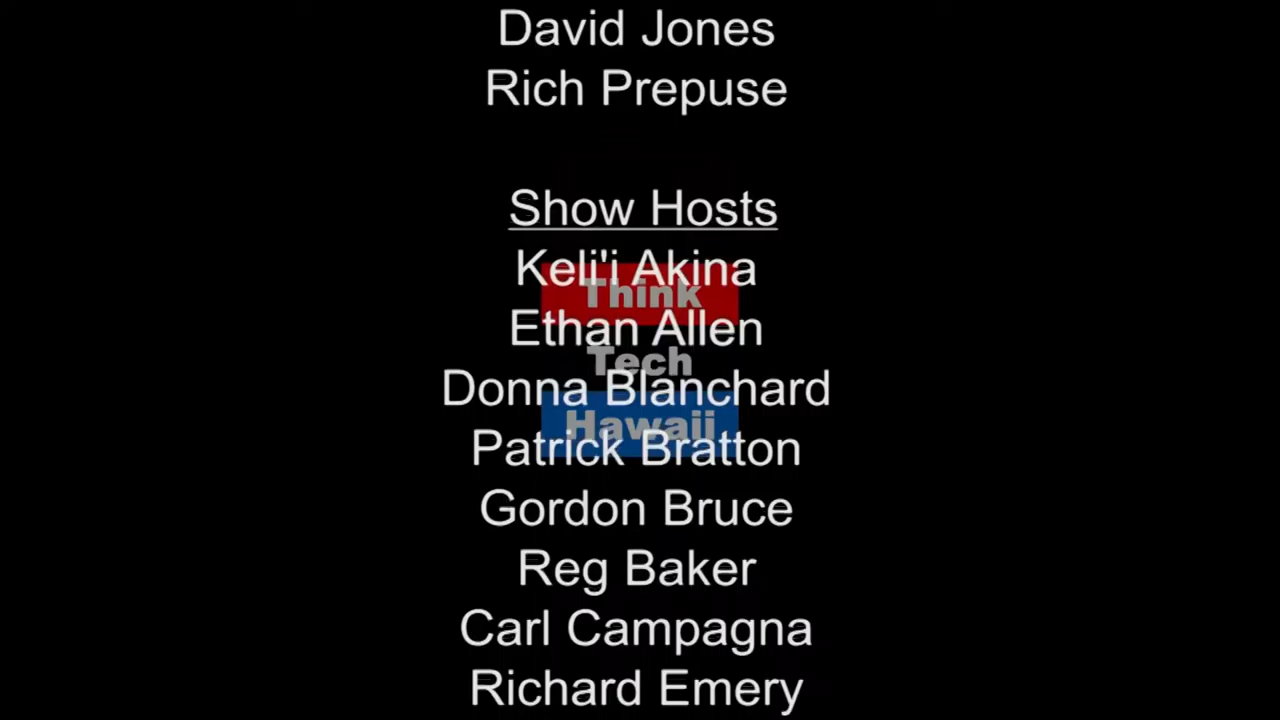 David Jones
Rich Prepuse
Show Hosts
Keli'i Akina
Think
Ethan Allen
Tech
Donna Blanchard
Hawaii
Patrick Bratton
Gordon Bruce
Reg Baker
Carl Campagna
Richard Emery